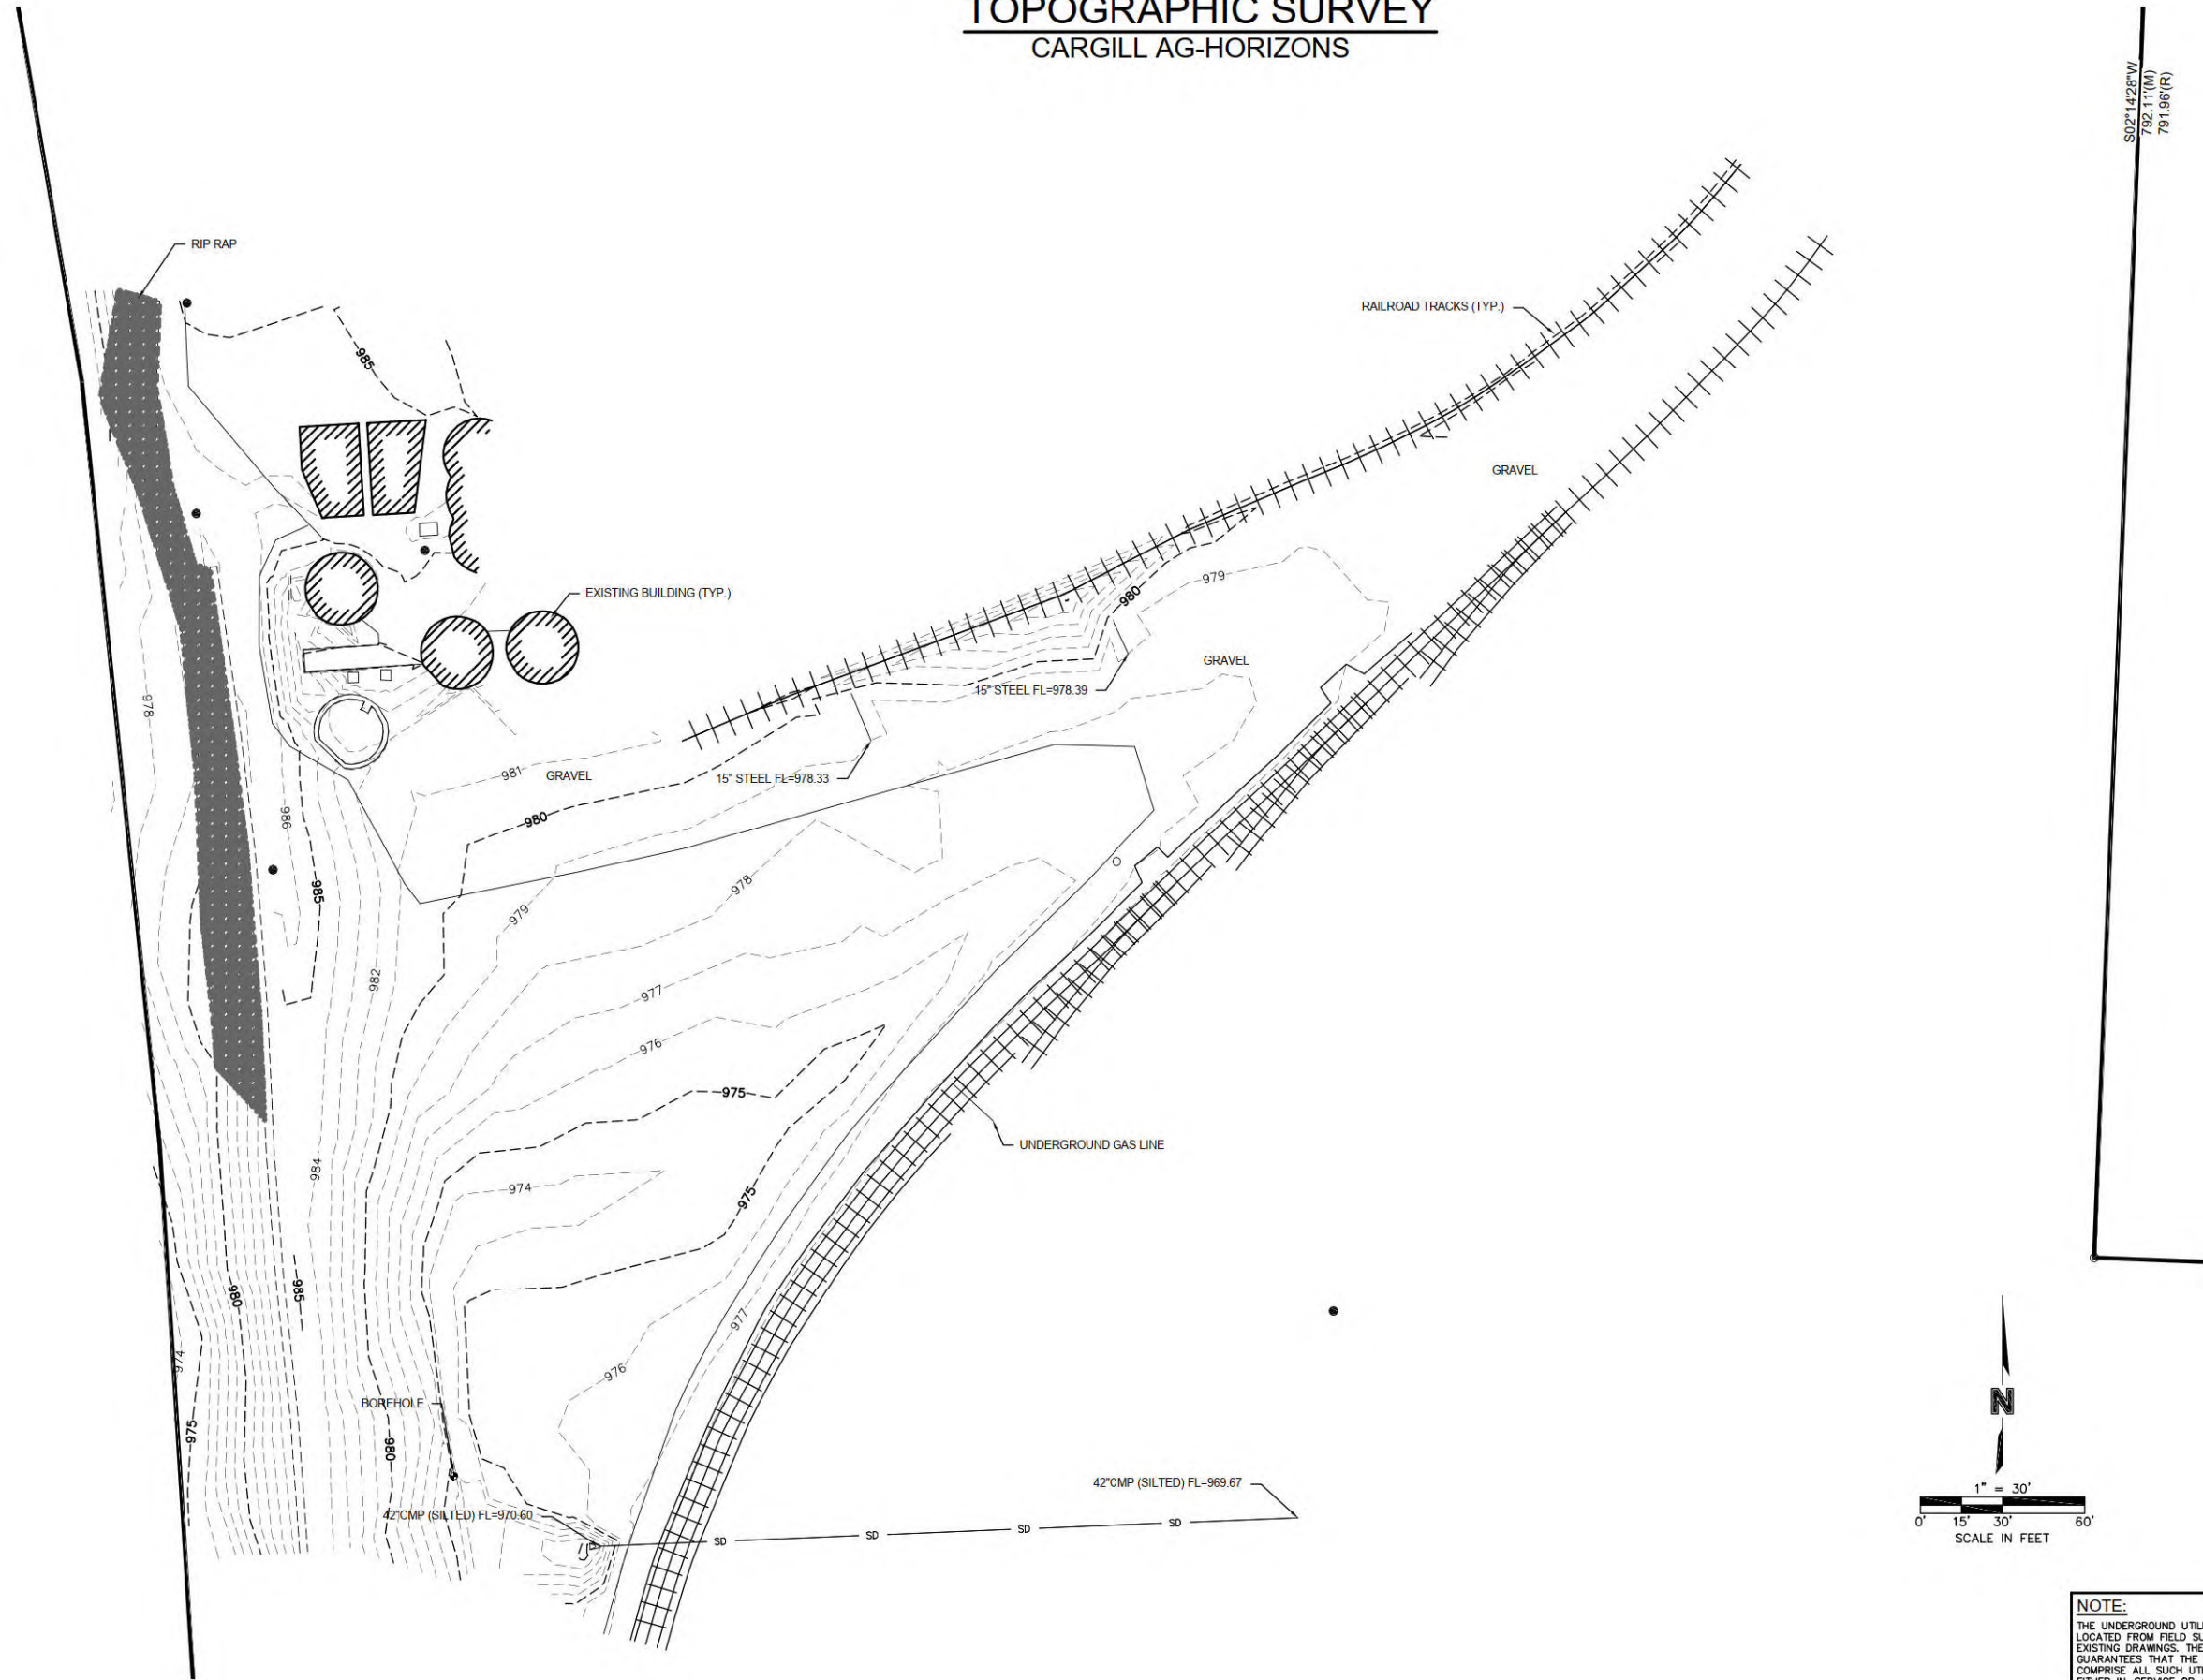 TOPOGRAPHIC SURVEY
CARGILL AG-HORIZONS
S02°14'28"W
792.11'(M)
791.96'(R)
RIP RAP
RAILROAD TRACKS (TYP.)
985
GRAVEL
EXISTING BUILDING (TYP.)
979
980
GRAVEL
15" STEEL FL=978.39
978
981
GRAVEL
15" STEEL FL=978.33
986
980
985
978
979
982
977
976
975
UNDERGROUND GAS LINE
984
974
975
980
985
977
974
976
BOREHOLE
975
980
42"CMP (SILTED) FL=969.67
42"CMP (SILTED) FL=970.60
SD
SD
SD
SD
N
1" = 30'
0' 15' 30' 60'
SCALE IN FEET
NOTE:
THE UNDERGROUND
LOCATED FROM FIELD
EXISTING DRAWINGS. THE
GUARANTEES THAT THE
COMPRISE ALL SUCH